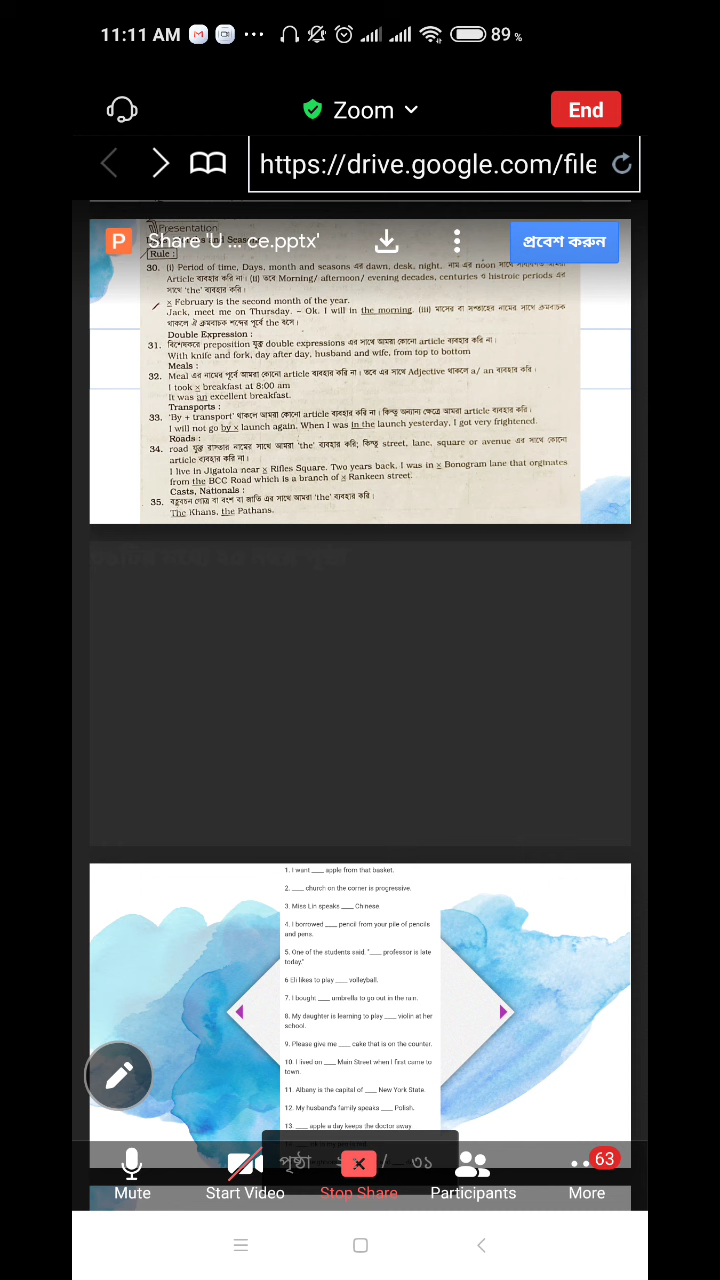 11:11 AM ... 89 %
Zoom
End
https://drive.google.com/file
Presentation
Share 'U ... ce.pptx'
প্রবেশ করুন
Rule :
30. (i) Period of time, Days, month and seasons এর dawn, desk, night, নাম এর noon সাথে
Article ব্যবহার করি না। (ii) তবে Morning/ afternoon/ evening decades, centuries ও histroic periods এর
সাথে 'the' ব্যবহার করি।
x February is the second month of the year.
Jack, meet me on Thursday. – Ok. I will in the morning. (iii) মাসের বা সপ্তাহের নামের সাথে ক্রমবাচক
থাকলে ঐ ক্রমবাচক শব্দের পূর্বে the বসে।
Double Expression :
31. বিশেষকরে preposition যুক্ত double expressions এর সাথে আমরা কোনো article ব্যবহার করি না।
With knife and fork, day after day, husband and wife, from top to bottom
Meals :
32. Meal এর নামের পূর্বে আমরা কোনো article ব্যবহার করি না। তবে এর সাথে Adjective থাকলে a/ an ব্যবহার করি।
I took x breakfast at 8:00 am
It was an excellent breakfast.
Transports :
33. 'By + transport' থাকলে আমরা কোনো article ব্যবহার করি না। কিন্তু অন্যান্য ক্ষেত্রে আমরা article ব্যবহার করি.
I will not go by x launch again. When I was in the launch yesterday, I got very frightened.
Roads :
34. road যুক্ত রাস্তার নামের সাথে আমরা 'the' ব্যবহার করি; কিন্তু street, lane, square or avenue এর সাথে কোনো
article ব্যবহার করি না।
I live in Jigatola near x Rifles Square. Two years back, I was in x Bonogram lane that orginates
from the BCC Road which is a branch of x Rankeen street.
Casts, Nationals :
35. বহুবচন গোত্র বা বংশ বা জাতি এর সাথে আমরা 'the' ব্যবহার করি।
The Khans, the Pathans.
1. I want ___ apple from that basket.
2. ___ church on the corner is progressive.
3. Miss Lin speaks ___ Chinese
4. I borrowed ___ pencil from your pile of pencils
and pens.
5. One of the students said, "___ professor is late
today."
6 Eli likes to play ___ volleyball.
7. I bought ___ umbrella to go out in the rain.
8. My daughter is learning to play ___ violin at her
school.
9. Please give me ___ cake that is on the counter.
10. I lived on ___ Main Street when I first came to
town.
11. Albany is the capital of ___ New York State.
12. My husband's family speaks ___ Polish.
13. ___ apple a day keeps the doctor away
পৃষ্ঠা / ৩১
63
Mute
Start Video
Stop Share
Participants
More